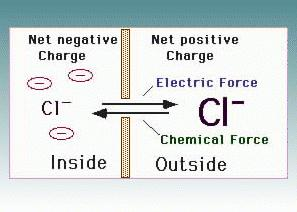 Net negative
Charge
Net positive
Charge
Electric Force
Cl−
Cl−
Chemical Force
Inside
Outside